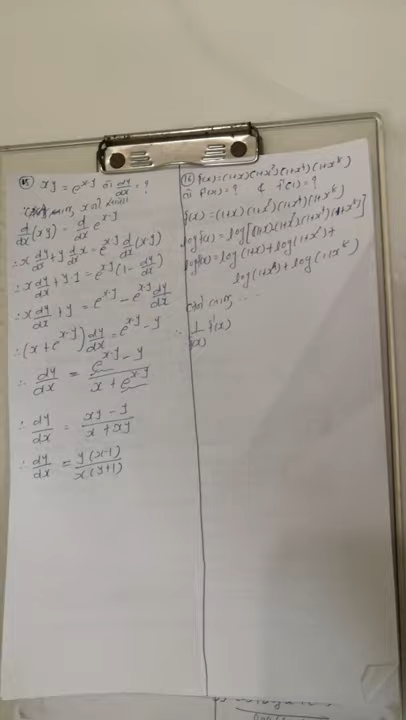 (15) xy = e^{x-y} તો dy/dx = ?
d/dx (xy) = d/dx e^{x-y}
∴ x dy/dx + y d/dx x = e^{x-y} d/dx (x-y)
∴ x dy/dx + y·1 = e^{x-y} (1 - dy/dx)
∴ x dy/dx + y = e^{x-y} - e^{x-y} dy/dx
∴ (x + e^{x-y}) dy/dx = e^{x-y} - y
∴ dy/dx = (e^{x-y} - y)/(x + e^{x-y})
∴ dy/dx = (xy - y)/(x + xy)
∴ dy/dx = y(x-1)/x(y+1)
(16) f(x) = (1+x)(1+x²)(1+x⁴)(1+x⁸)
તો f'(x) = ? & f'(1) = ?
f(x) = (1+x)(1+x²)(1+x⁴)(1+x⁸)
log f(x) = log[(1+x)(1+x²)(1+x⁴)(1+x⁸)]
log f(x) = log(1+x) + log(1+x²) +
log(1+x⁴) + log(1+x⁸)
∴ 1/f(x) f'(x)